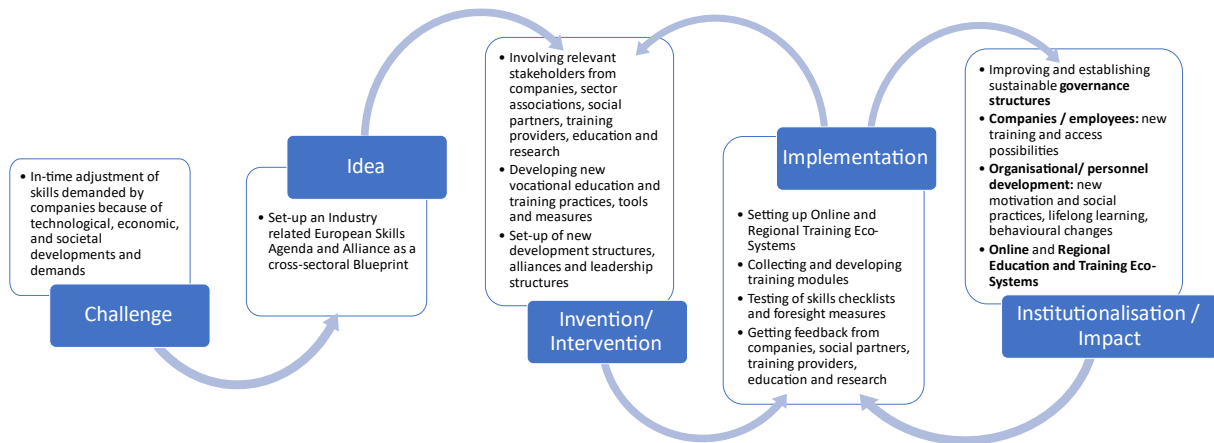 • In-time adjustment of
skills demanded by
companies because of
technological, economic,
and societal
developments and
demands
Challenge
Idea
• Set-up an Industry
related European Skills
Agenda and Alliance as a
cross-sectoral Blueprint
• Involving relevant
stakeholders from
companies, sector
associations, social
partners, training
providers, education and
research
• Developing new
vocational education and
training practices, tools
and measures
• Set-up of new
development structures,
alliances and leadership
structures
Invention/
Intervention
Implementation
• Setting up Online and
Regional Training Eco-
Systems
• Collecting and developing
training modules
• Testing of skills checklists
and foresight measures
• Getting feedback from
companies, social partners,
training providers,
education and research
• Improving and establishing
sustainable governance
structures
• Companies / employees: new
training and access
possibilities
• Organisational/ personnel
development: new
motivation and social
practices, lifelong learning,
behavioural changes
• Online and Regional
Education and Training Eco-
Systems
Institutionalisation /
Impact